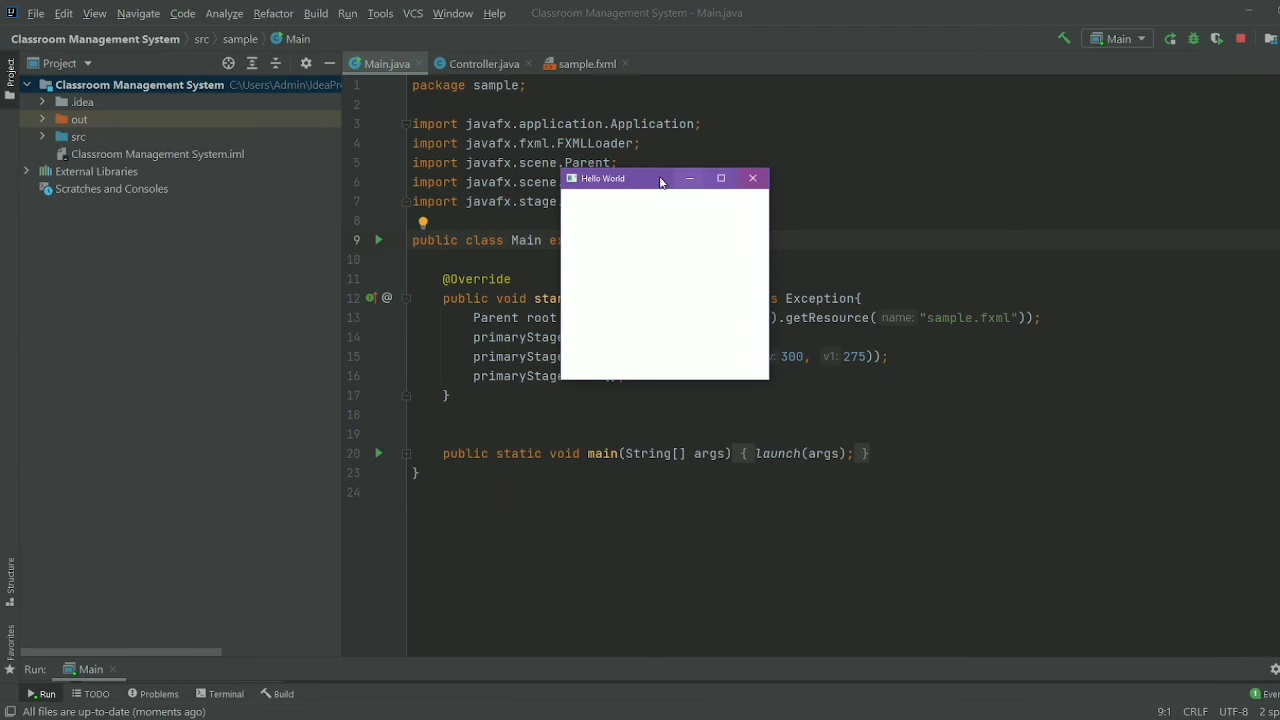 File Edit View Navigate Code Analyze Refactor Build Run Tools VCS Window Help Classroom Management System - Main.java
Classroom Management System src sample Main
Main
Project
Project
Main.java
Controller.java
sample.fxml
Classroom Management System C:\Users\Admin\IdeaPr
.idea
out
src
Classroom Management System.iml
External Libraries
Scratches and Consoles
1 package sample;
2
3 import javafx.application.Application;
4 import javafx.fxml.FXMLLoader;
5 import javafx.scene.Parent;
6 import javafx.scene.
7 import javafx.stage.
8
9 public class Main ex
10
11 @Override
12 @ public void star s Exception{
13 Parent root ).getResource( name: "sample.fxml"));
14 primaryStage
15 primaryStage v: 300, v1: 275));
16 primaryStage
17 }
18
19
20 public static void main(String[] args) { launch(args); }
23 }
24
Hello World
Structure
Favorites
Run: Main
Run TODO Problems Terminal Build Even
All files are up-to-date (moments ago) 9:1 CRLF UTF-8 2 sp